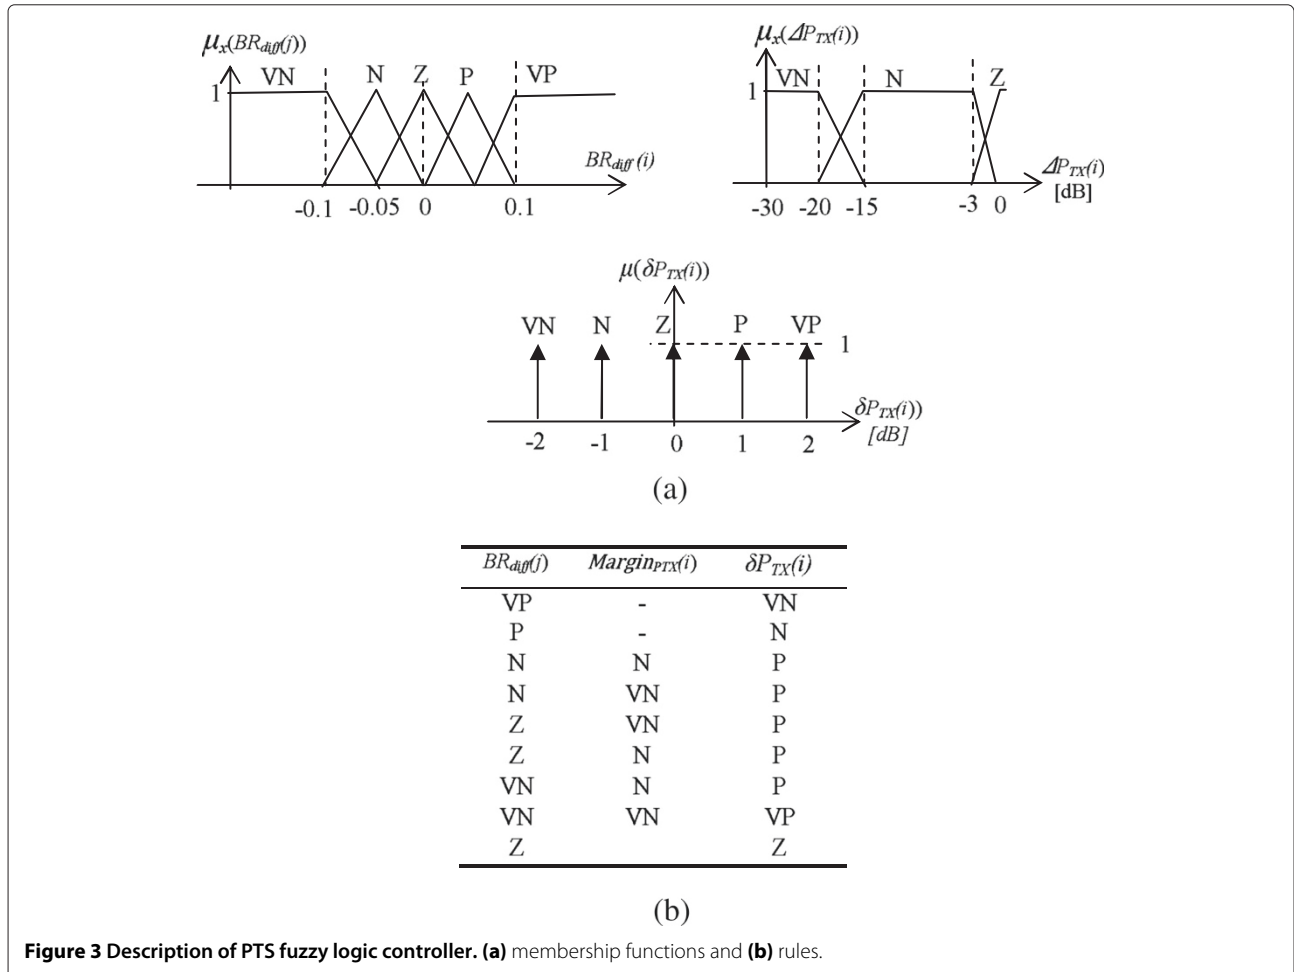 μx(BRdiff(j))
VN N Z P VP
1
BRdiff(i)
-0.1 -0.05 0 0.1
μx(ΔPTX(i))
VN N Z
1
ΔPTX(i)
[dB]
-30 -20 -15 -3 0
μ(δPTX(i))
VN N Z P VP
1
δPTX(i))
[dB]
-2 -1 0 1 2
(a)
BRdiff(j) MarginPTX(i) δPTX(i)
VP - VN
P - N
N N P
N VN P
Z VN P
Z N P
VN N P
VN VN VP
Z Z
(b)
Figure 3 Description of PTS fuzzy logic controller. (a) membership functions and (b) rules.